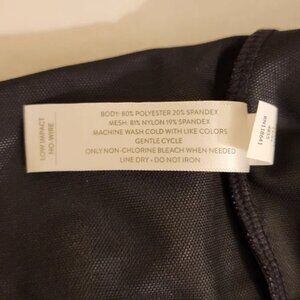 LOW IMPACT
NO WIRE
BODY: 80% POLYESTER 20% SPANDEX
MESH: 81% NYLON 19% SPANDEX
MACHINE WASH COLD WITH LIKE COLORS
GENTLE CYCLE
ONLY NON-CHLORINE BLEACH WHEN NEEDED
LINE DRY • DO NOT IRON